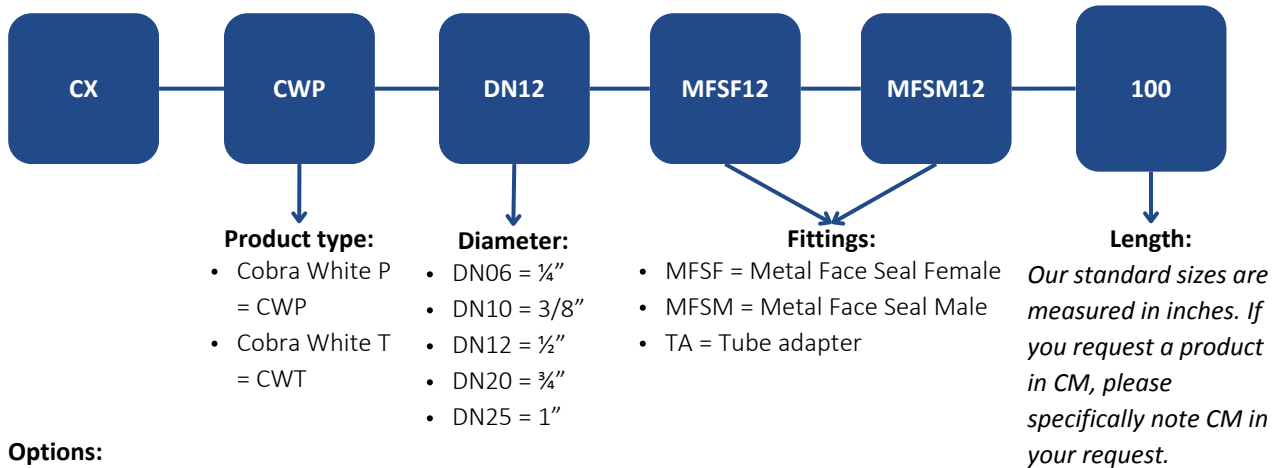 CX
CWP
DN12
MFSF12
MFSM12
100
Product type:
• Cobra White P
= CWP
• Cobra White T
= CWT
Diameter:
• DN06 = ¼”
• DN10 = 3/8”
• DN12 = ½”
• DN20 = ¾”
• DN25 = 1”
Fittings:
• MFSF = Metal Face Seal Female
• MFSM = Metal Face Seal Male
• TA = Tube adapter
Length:
Our standard sizes are
measured in inches. If
you request a product
in CM, please
specifically note CM in
your request.
Options: